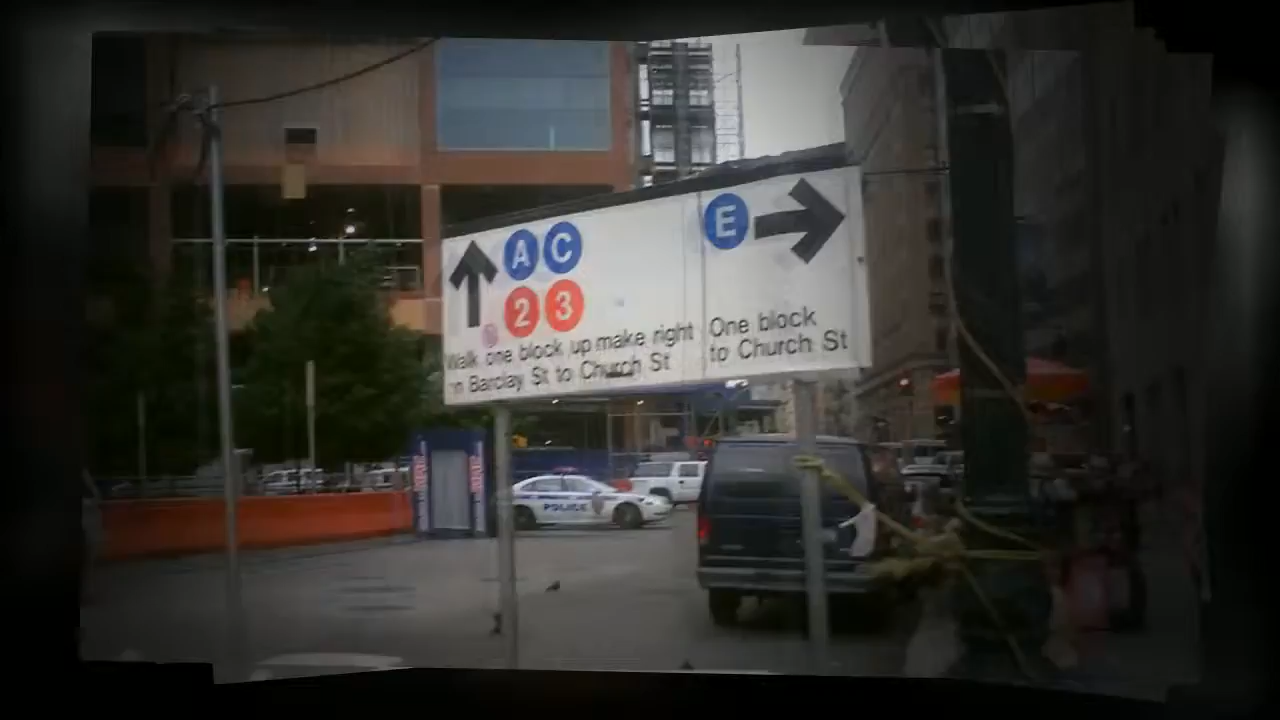 A C
2 3
Walk one block up make right
on Barclay St to Church St
E
One block
to Church St
POLICE